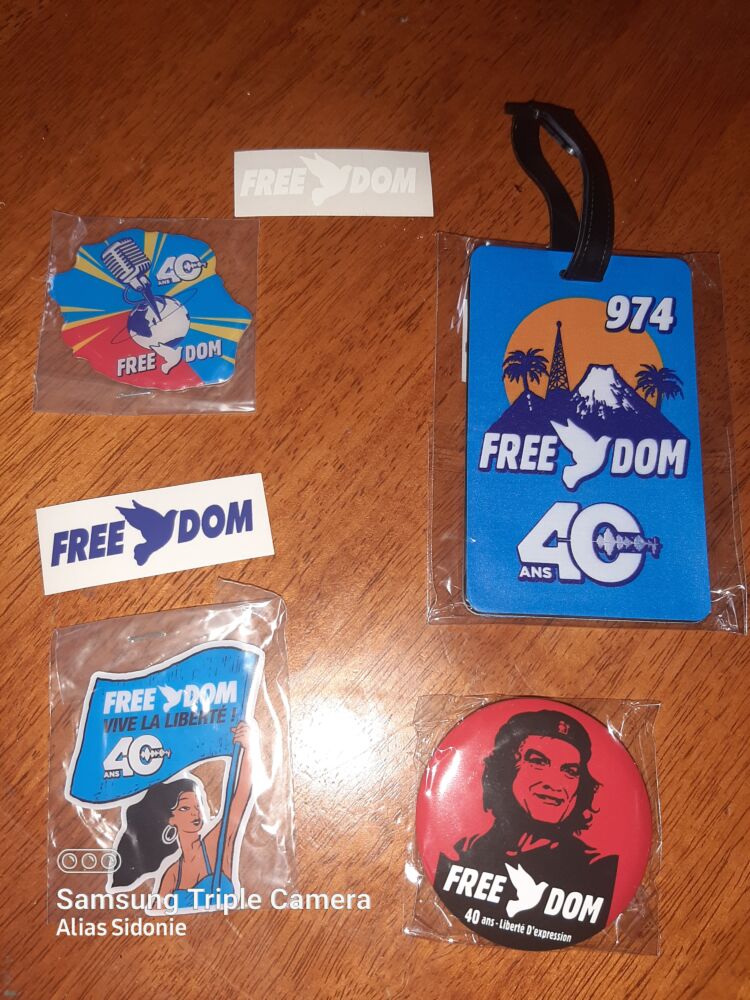 FREE DOM
40
ANS
FREE DOM
974
FREE DOM
40
ANS
FREE DOM
FREE DOM
VIVE LA LIBERTÉ !
40
ANS
FREE DOM
40 ans - Liberté D'expression
Samsung Triple Camera
Alias Sidonie